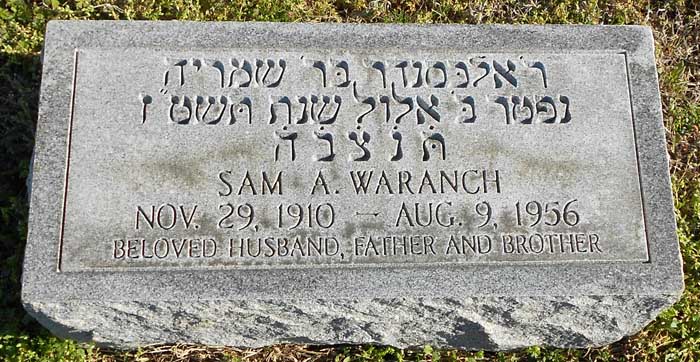 ר' אלכסנדר בר' שמריה
נפטר ב' אלול שנת תשט"ז
ת נ צ ב ה
SAM A. WARANCH
NOV. 29, 1910 — AUG. 9, 1956
BELOVED HUSBAND, FATHER AND BROTHER